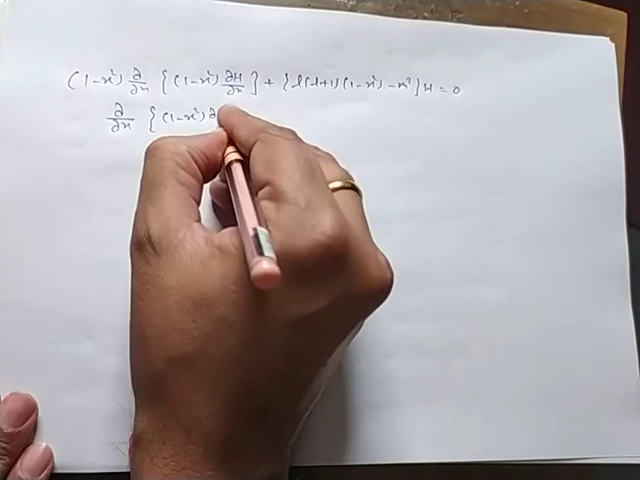 (1-x²) ∂/∂x {(1-x²) ∂H/∂x} + {l(l+1)(1-x²) - m²} H = 0
∂/∂x {(1-x²) ∂